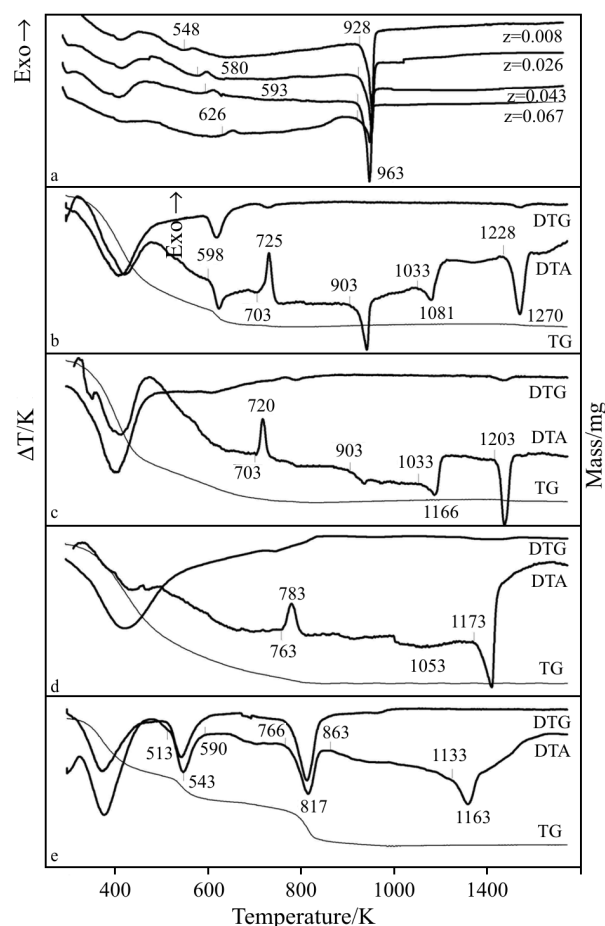 Exo →
548
928
z=0.008
580
z=0.026
593
z=0.043
626
z=0.067
a
963
Exo →
DTG
598
725
903
1033
1228
DTA
703
1081
1270
b
TG
DTG
720
DTA
703
903
1033
1203
1166
TG
c
DTG
783
DTA
763
1173
1053
TG
d
DTG
513
590
766
863
DTA
543
817
1133
1163
TG
e
ΔT/K
Mass/mg
400 600 800 1000 1400
Temperature/K